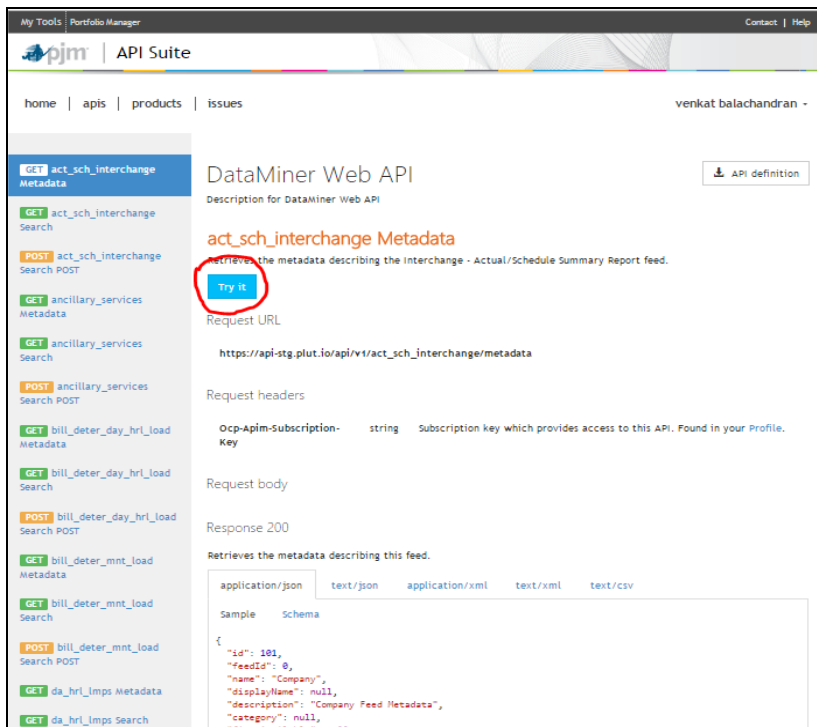 My Tools Portfolio Manager
Contact | Help
pjm | API Suite
home | apis | products | issues
venkat balachandran
GET act_sch_interchange
Metadata
GET act_sch_interchange
Search
POST act_sch_interchange
Search POST
GET ancillary_services
Metadata
GET ancillary_services
Search
POST ancillary_services
Search POST
GET bill_deter_day_hrl_load
Metadata
GET bill_deter_day_hrl_load
Search
POST bill_deter_day_hrl_load
Search POST
GET bill_deter_mnt_load
Metadata
GET bill_deter_mnt_load
Search
POST bill_deter_mnt_load
Search POST
GET da_hrl_lmps Metadata
GET da_hrl_lmps Search
DataMiner Web API
API definition
Description for DataMiner Web API
act_sch_interchange Metadata
Retrieves the metadata describing the Interchange - Actual/Schedule Summary Report feed.
Try it
Request URL
https://api-stg.plut.io/api/v1/act_sch_interchange/metadata
Request headers
Ocp-Apim-Subscription- string Subscription key which provides access to this API. Found in your Profile.
Key
Request body
Response 200
Retrieves the metadata describing this feed.
application/json text/json application/xml text/xml text/csv
Sample Schema
{
"id": 101,
"feedId": 0,
"name": "Company",
"displayName": null,
"description": "Company Feed Metadata",
"category": null,